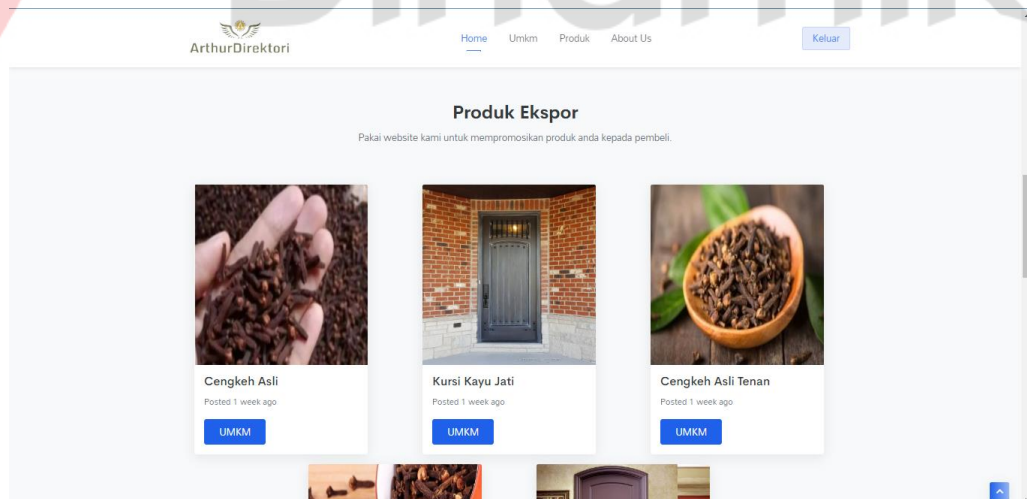 ArthurDirektori
Home Umkm Produk About Us
Keluar
Produk Ekspor
Pakai website kami untuk mempromosikan produk anda kepada pembeli.
Cengkeh Asli
Posted 1 week ago
UMKM
Kursi Kayu Jati
Posted 1 week ago
UMKM
Cengkeh Asli Tenan
Posted 1 week ago
UMKM